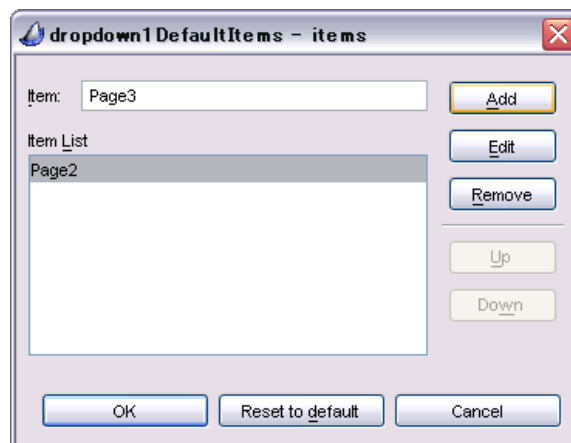 dropdown1DefaultItems - items
Item: Page3
Add
Item List
Edit
Page2
Remove
Up
Down
OK Reset to default Cancel